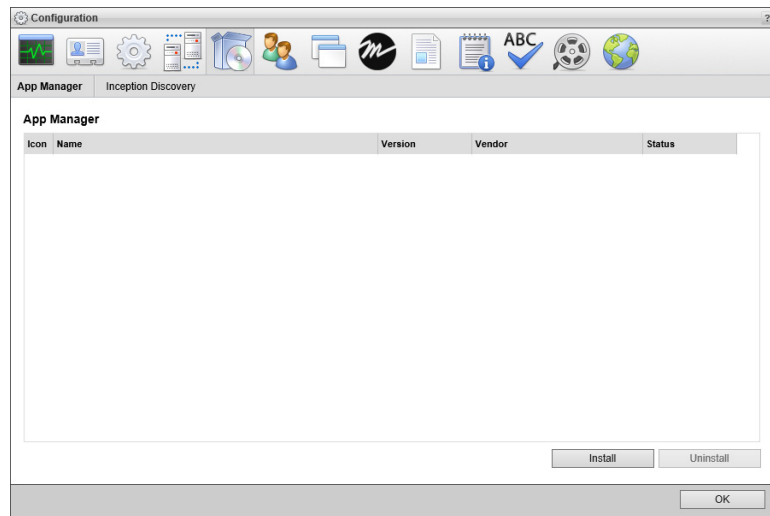 Configuration
?
ABC
App Manager
Inception Discovery
App Manager
Icon Name Version Vendor Status
Install
Uninstall
OK